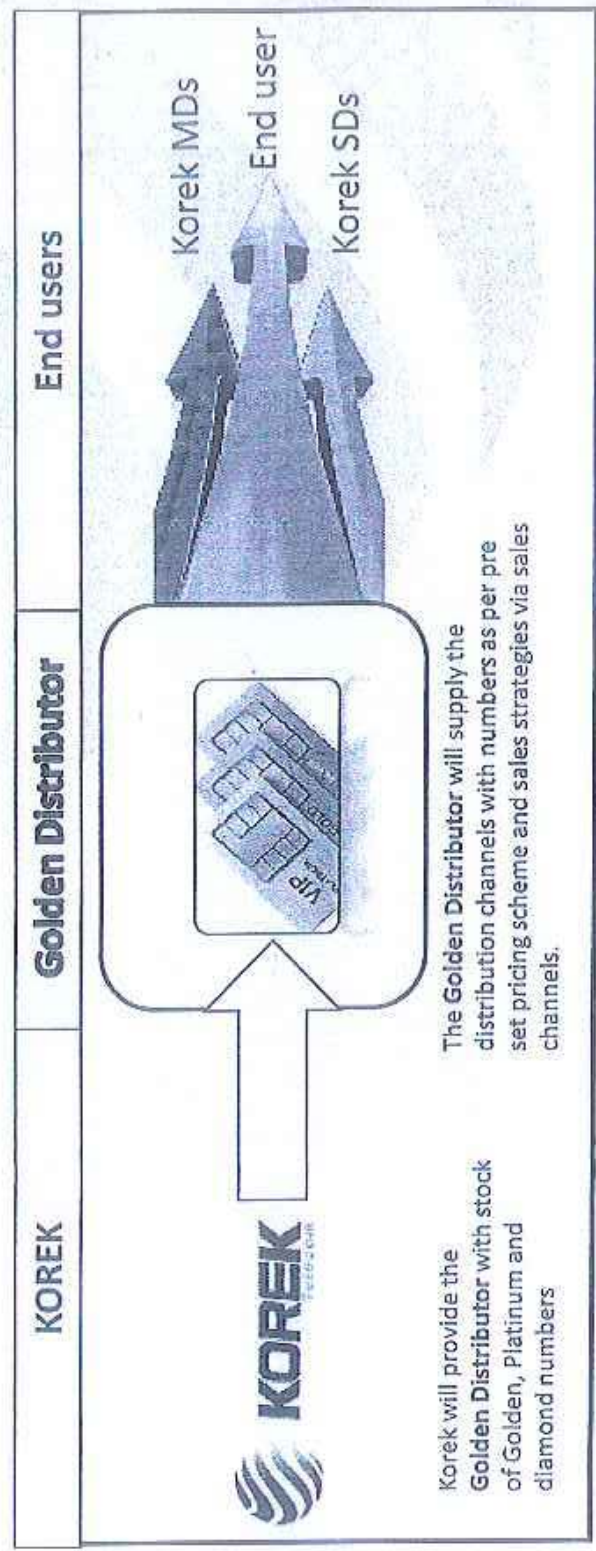 KOREK
Golden Distributor
End users
KOREK
Korek will provide the
Golden Distributor with stock
of Golden, Platinum and
diamond numbers
VIP
GOLD
The Golden Distributor will supply the
distribution channels with numbers as per pre
set pricing scheme and sales strategies via sales
channels.
Korek MDs
End user
Korek SDs